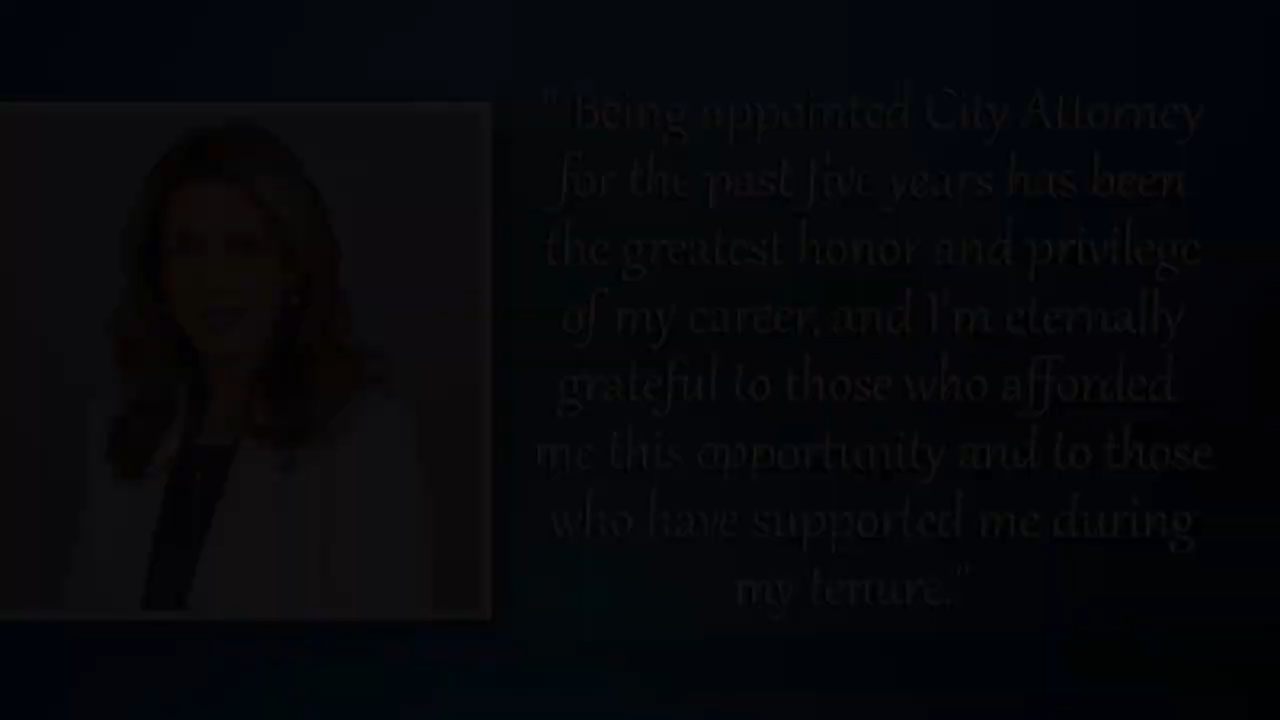 "Being appointed City Attorney
for the past five years has been
the greatest honor and privilege
of my career, and I'm eternally
grateful to those who afforded
me this opportunity and to those
who have supported me during
my tenure."